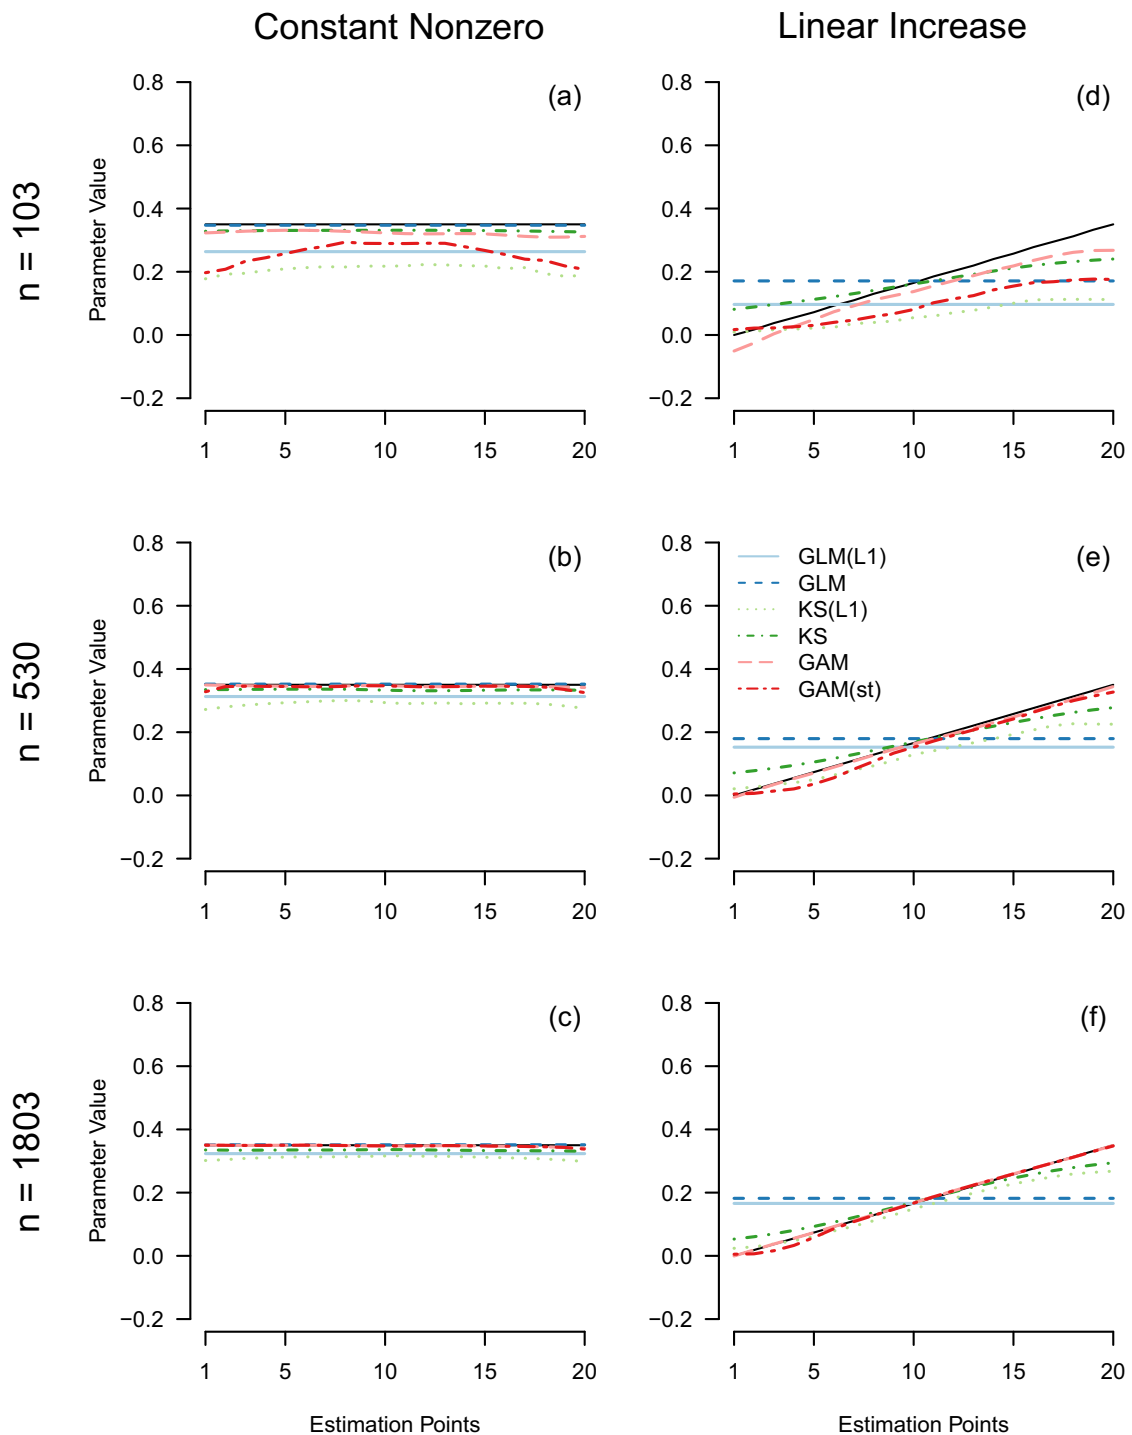 Constant Nonzero
Linear Increase
n = 103
Parameter Value
0.8
0.6
0.4
0.2
0.0
−0.2
(a)
1 5 10 15 20
0.8
0.6
0.4
0.2
0.0
−0.2
(d)
1 5 10 15 20
n = 530
Parameter Value
0.8
0.6
0.4
0.2
0.0
−0.2
(b)
1 5 10 15 20
0.8
0.6
0.4
0.2
0.0
−0.2
(e)
GLM(L1)
GLM
KS(L1)
KS
GAM
GAM(st)
1 5 10 15 20
n = 1803
Parameter Value
0.8
0.6
0.4
0.2
0.0
−0.2
(c)
1 5 10 15 20
Estimation Points
0.8
0.6
0.4
0.2
0.0
−0.2
(f)
1 5 10 15 20
Estimation Points